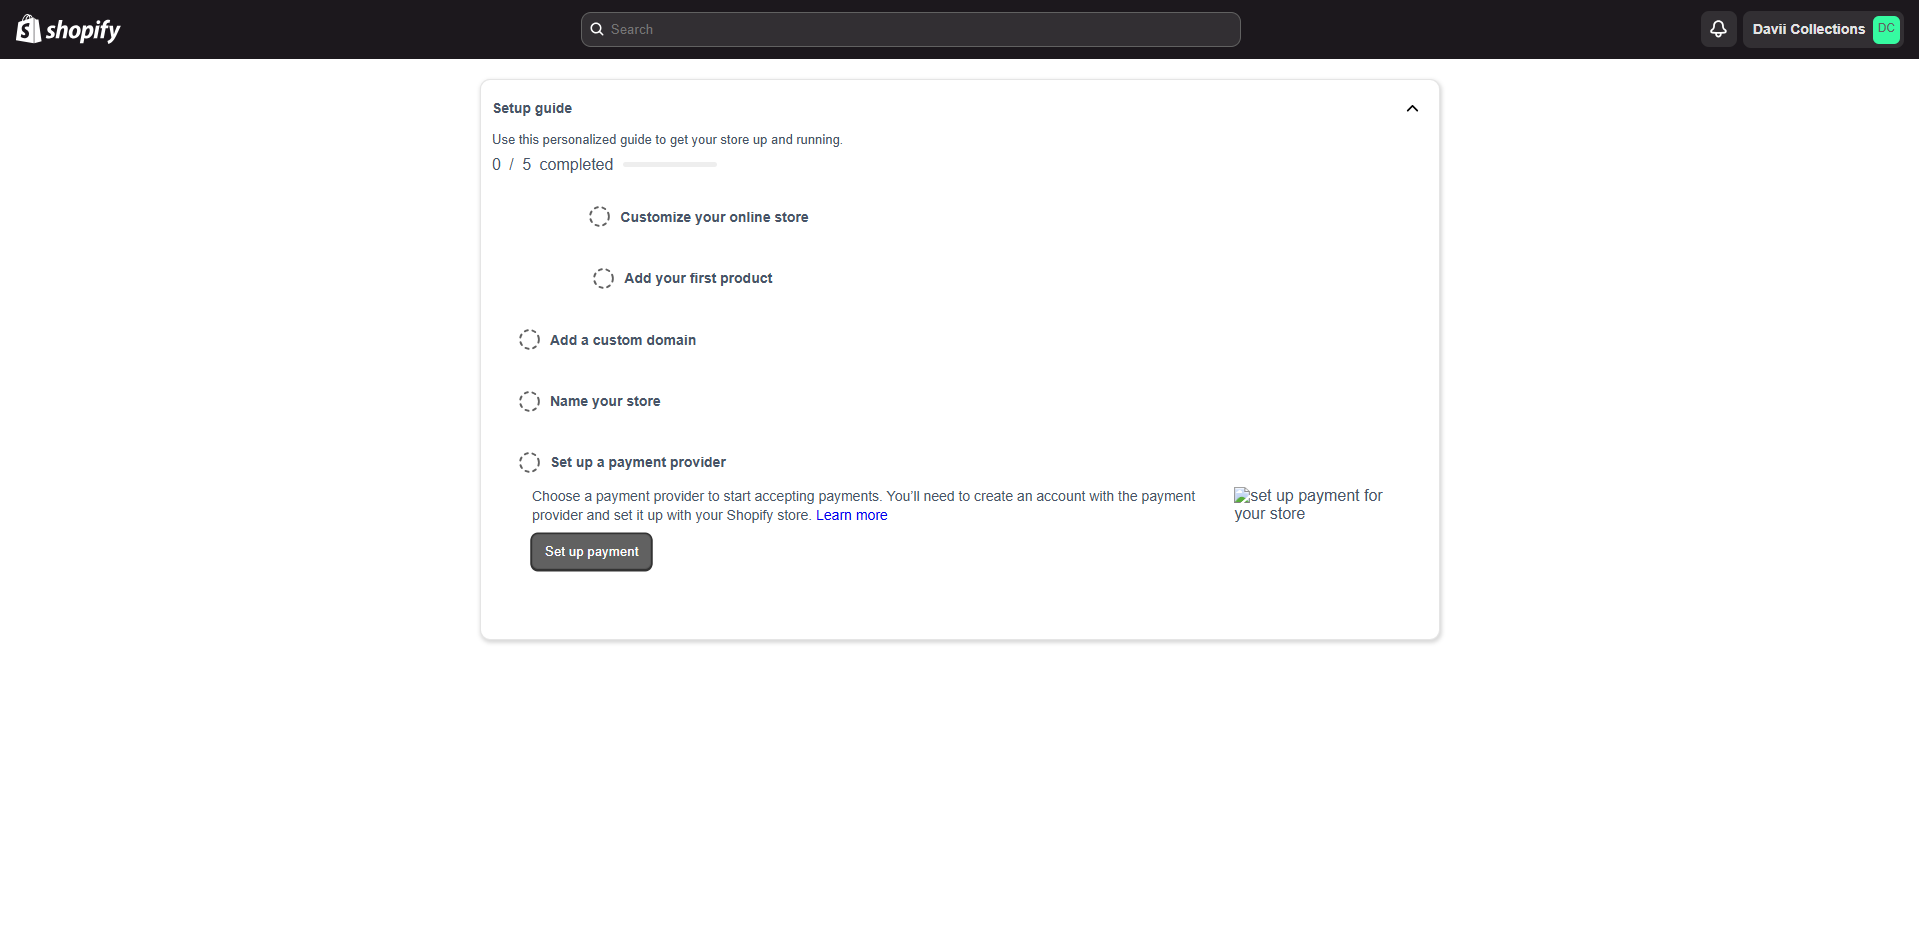 shopify
Search
Davii Collections
DC
Setup guide
Use this personalized guide to get your store up and running.
0 / 5 completed
Customize your online store
Add your first product
Add a custom domain
Name your store
Set up a payment provider
Choose a payment provider to start accepting payments. You’ll need to create an account with the payment
provider and set it up with your Shopify store. Learn more
set up payment for
your store
Set up payment